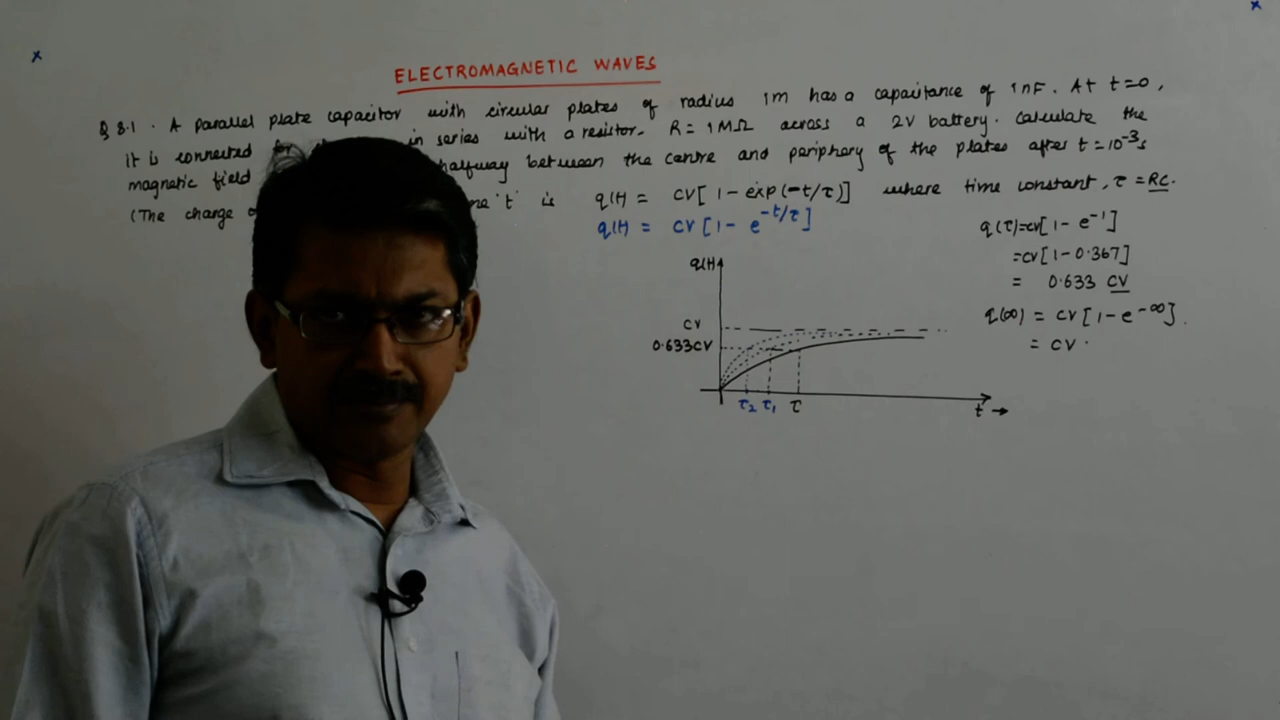 ELECTROMAGNETIC WAVES
Q 8.1. A parallel plate capacitor with circular plates of radius 1m has a capacitance of 1nF. At t=0,
It is connected in series with a resistor. R = 1MΩ across a 2V battery. Calculate the
magnetic field halfway between the centre and periphery of the plates after t = 10⁻³s
(The charge 't' is q(t) = CV[1 - exp(-t/τ)] where time constant, τ = RC.
q(t) = CV[1 - e^{-t/τ}]
q(τ)=CV[1 - e⁻¹]
=CV[1 - 0.367]
= 0.633 CV
q(∞) = CV[1 - e^{-∞}].
= CV.
q(t)
CV
0.633CV
τ₂ τ₁ τ
t →